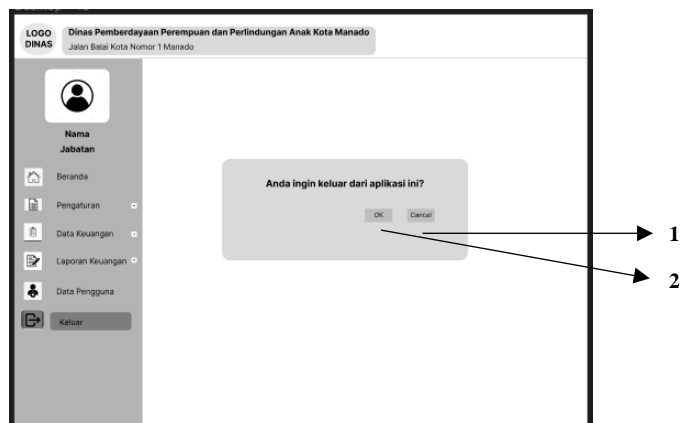 LOGO
DINAS
Dinas Pemberdayaan Perempuan dan Perlindungan Anak Kota Manado
Jalan Balai Kota Nomor 1 Manado
Nama
Jabatan
Beranda
Pengaturan
Data Keuangan
Laporan Keuangan
Data Pengguna
Keluar
Anda ingin keluar dari aplikasi ini?
OK
Cancel
1
2